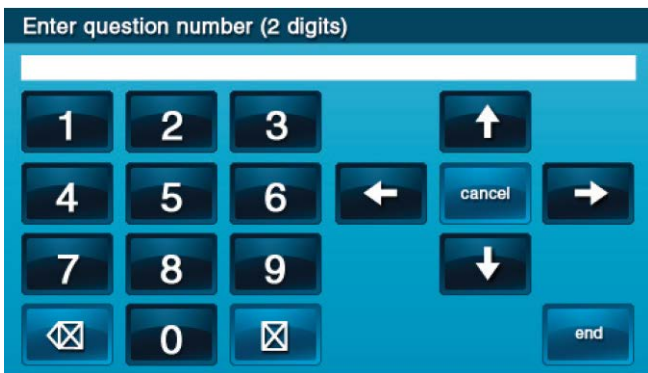 Enter question number (2 digits)
1 2 3
4 5 6 cancel
7 8 9
0 end